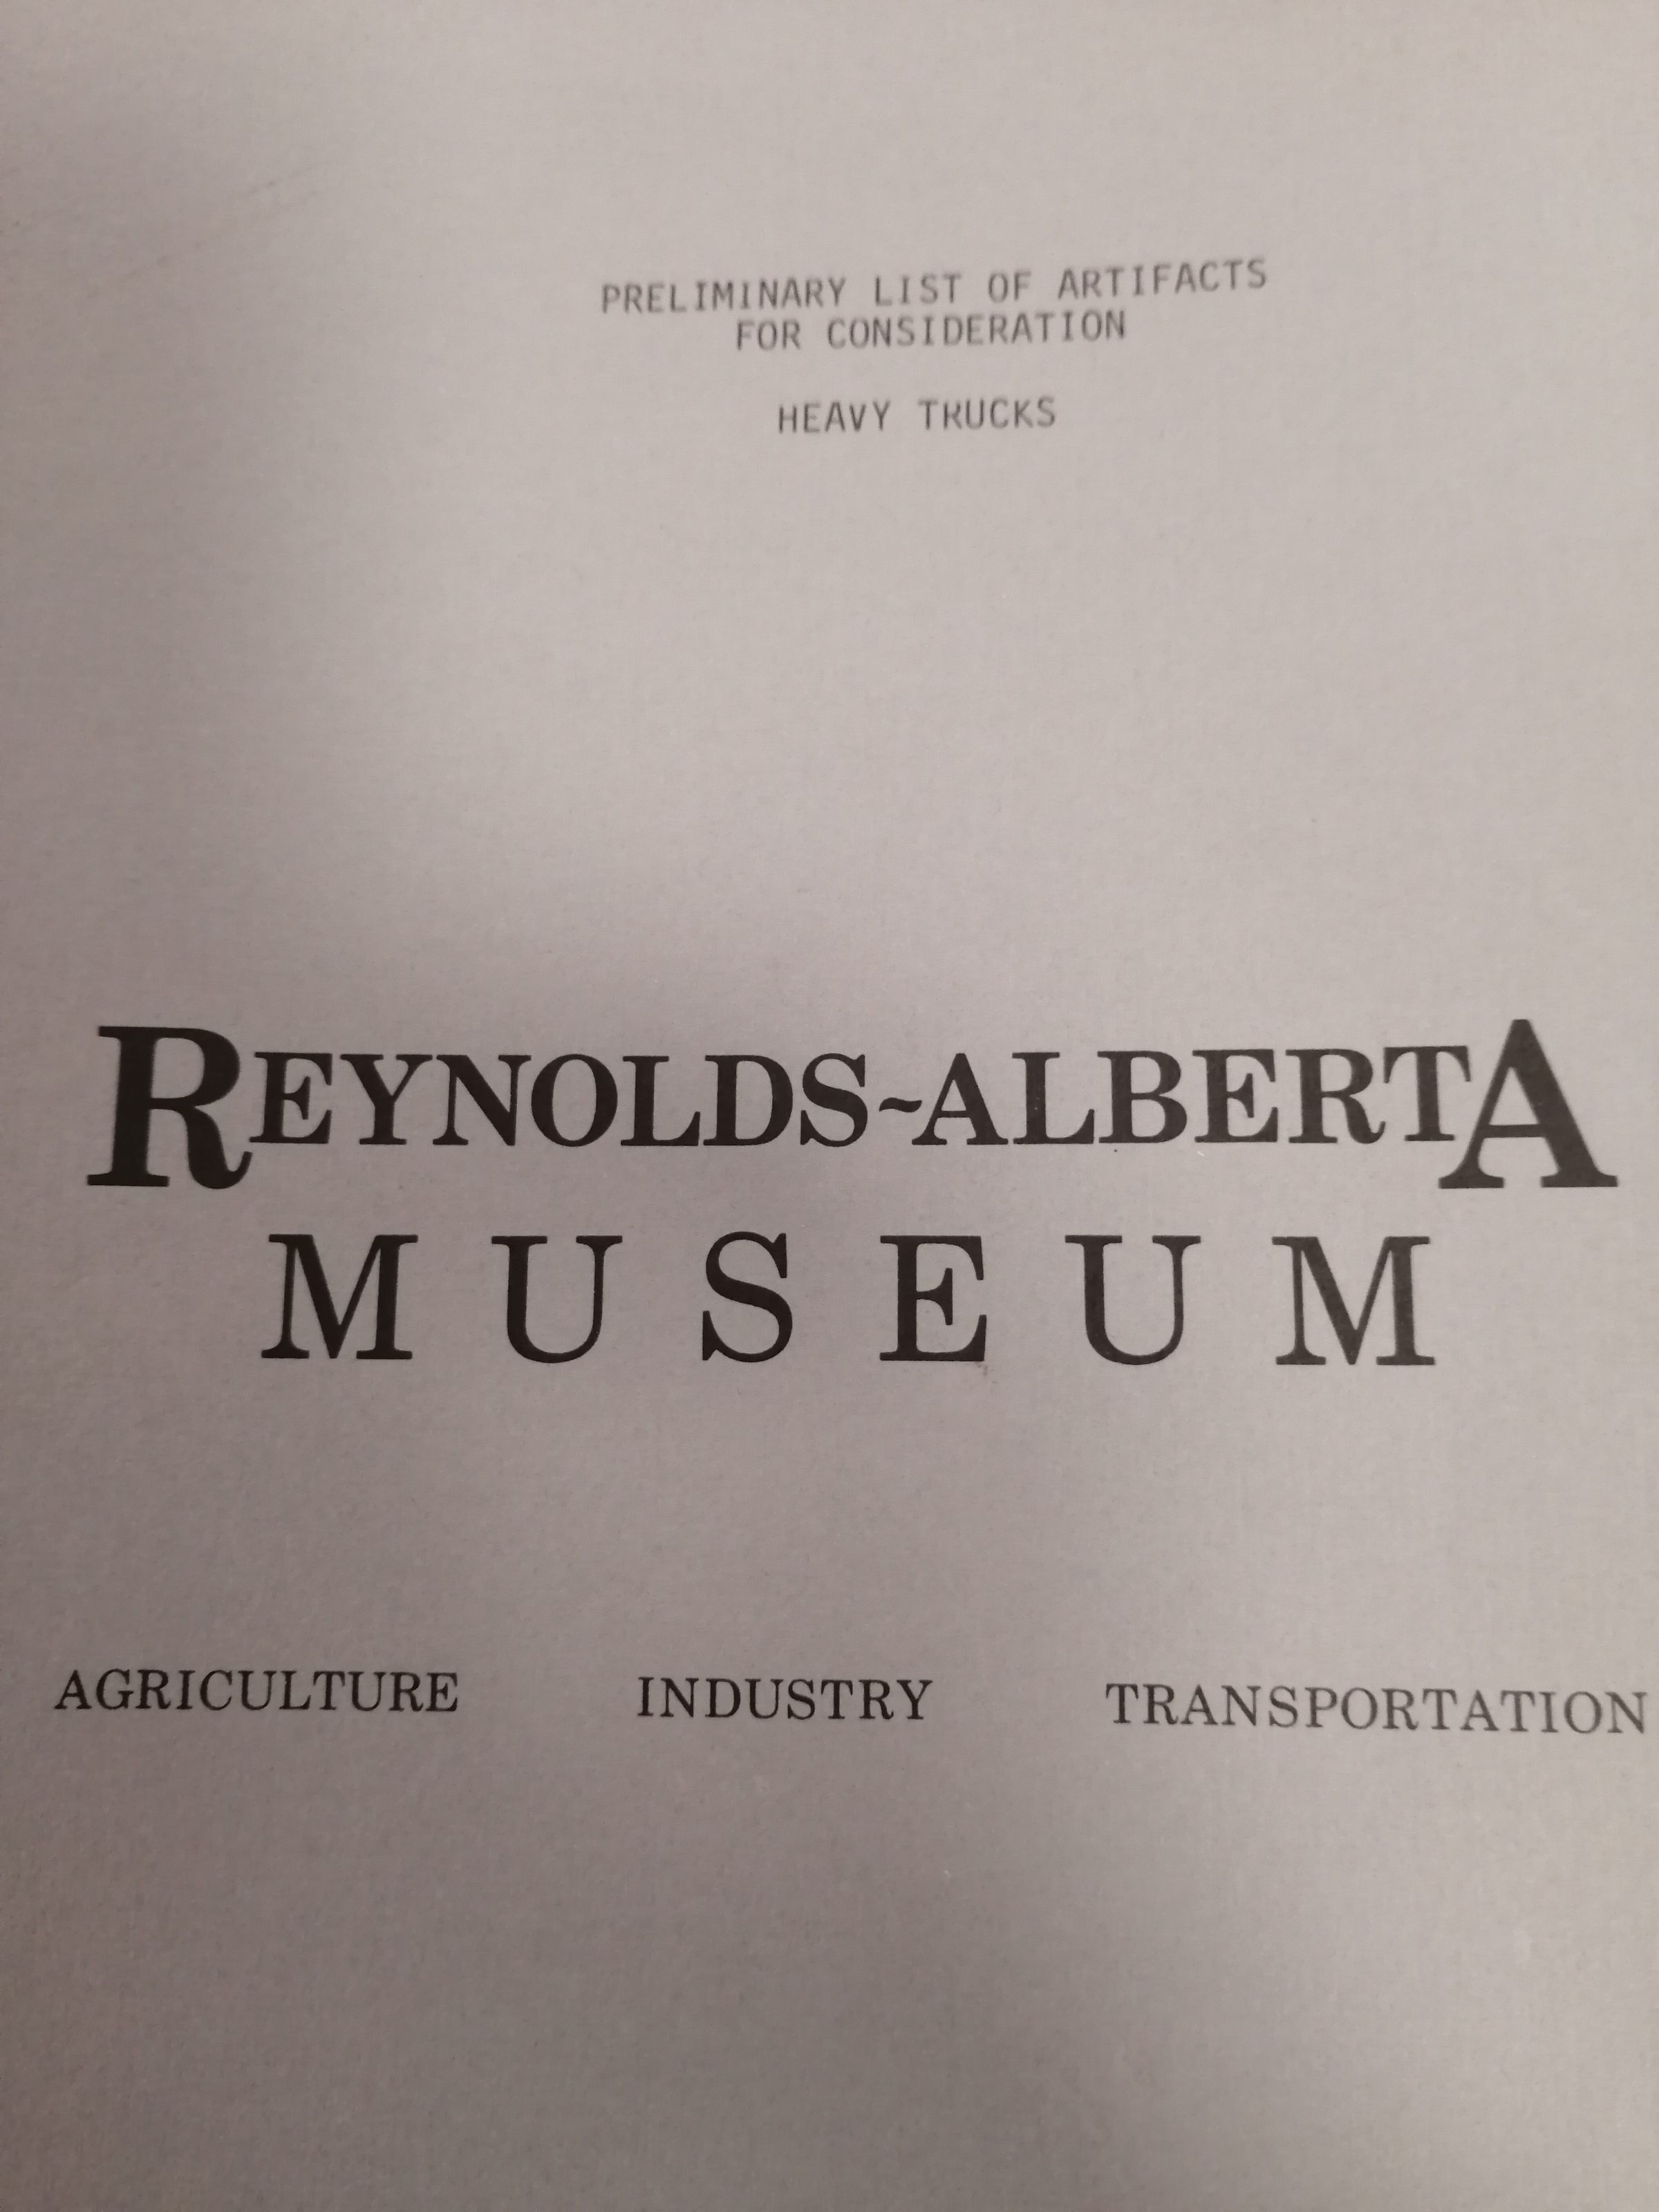 PRELIMINARY LIST OF ARTIFACTS
FOR CONSIDERATION
HEAVY TRUCKS
REYNOLDS~ALBERTA
MUSEUM
AGRICULTURE INDUSTRY TRANSPORTATION